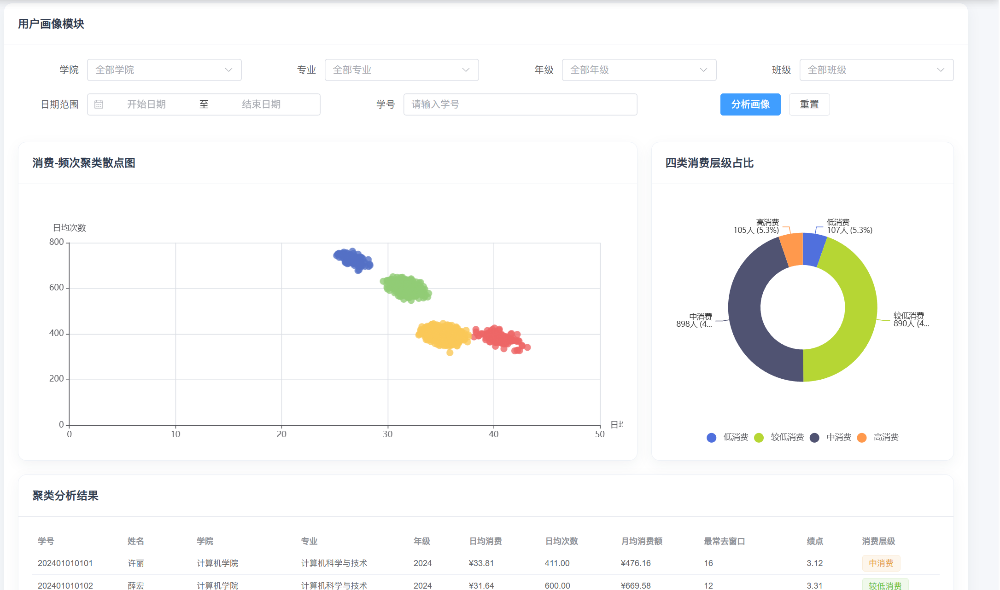 用户画像模块
学院 全部学院 专业 全部专业 年级 全部年级 班级 全部班级
日期范围 开始日期 至 结束日期 学号 请输入学号 分析画像 重置
消费-频次聚类散点图
日均次数
800
600
400
200
0
0 10 20 30 40 50
日均
四类消费层级占比
高消费
105人 (5.3%)
低消费
107人 (5.3%)
中消费
898人 (4...
较低消费
890人 (4...
低消费 较低消费 中消费 高消费
聚类分析结果
学号 姓名 学院 专业 年级 日均消费 日均次数 月均消费额 最常去窗口 绩点 消费层级
202401010101 许丽 计算机学院 计算机科学与技术 2024 ¥33.81 411.00 ¥476.16 16 3.12 中消费
202401010102 薛宏 计算机学院 计算机科学与技术 2024 ¥31.64 600.00 ¥669.58 12 3.31 较低消费